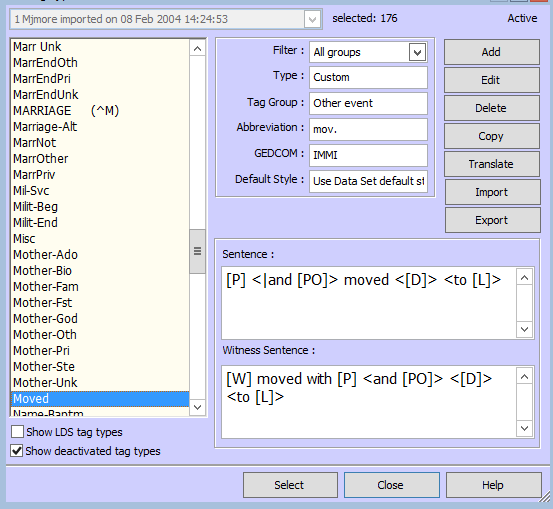 1 Mjmore imported on 08 Feb 2004 14:24:53
selected: 176
Active
Marr Unk
MarrEndOth
MarrEndPri
MarrEndUnk
MARRIAGE (^M)
Marriage-Alt
MarrNot
MarrOther
MarrPriv
Mil-Svc
Milit-Beg
Milit-End
Misc
Mother-Ado
Mother-Bio
Mother-Fam
Mother-Fst
Mother-God
Mother-Oth
Mother-Pri
Mother-Ste
Mother-Unk
Moved
Name-Baptm
Show LDS tag types
Show deactivated tag types
Filter : All groups
Type : Custom
Tag Group : Other event
Abbreviation : mov.
GEDCOM : IMMI
Default Style : Use Data Set default st
Add
Edit
Delete
Copy
Translate
Import
Export
Sentence :
[P] <|and [PO]> moved <[D]> <to [L]>
Witness Sentence :
[W] moved with [P] <and [PO]> <[D]>
<to [L]>
Select
Close
Help